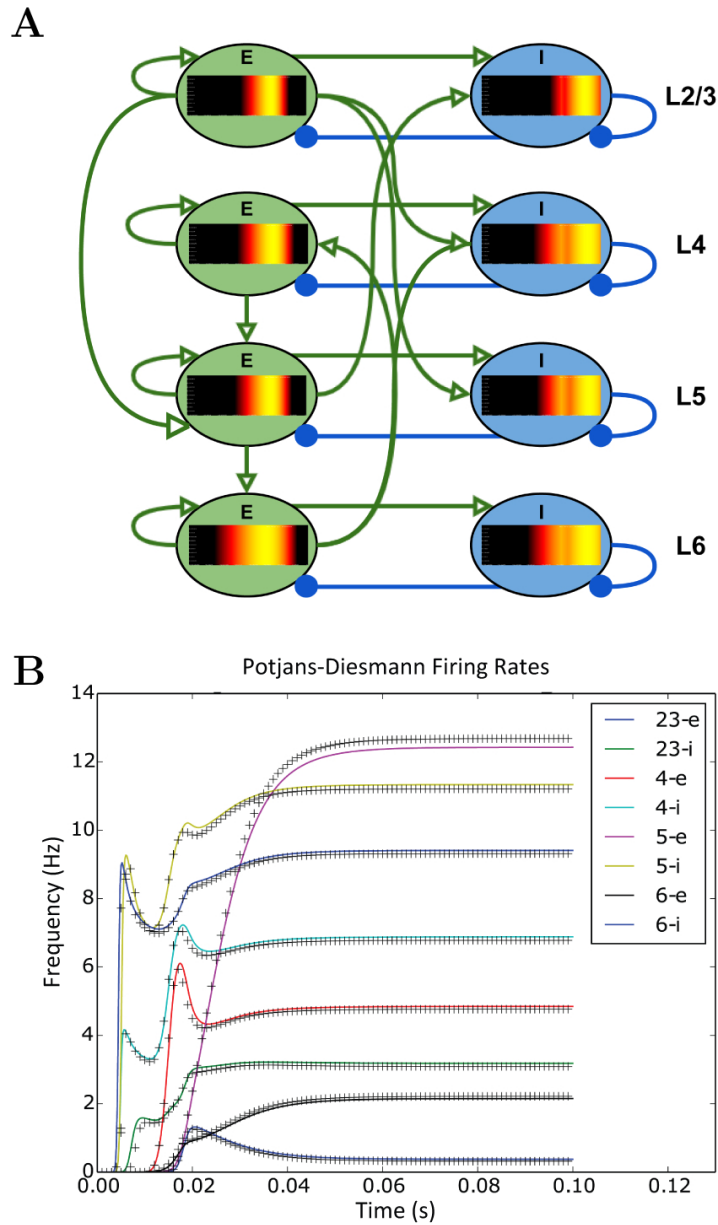 A
E I L2/3
E I L4
E I L5
E I L6
B
Potjans-Diesmann Firing Rates
Frequency (Hz)
14
12
10
8
6
4
2
0
0.00 0.02 0.04 0.06 0.08 0.10 0.12
Time (s)
23-e
23-i
4-e
4-i
5-e
5-i
6-e
6-i